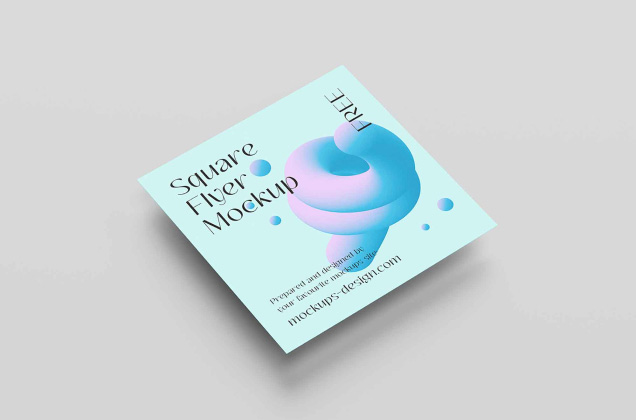 FREE
Square
Flyer
Mockup
Prepared and designed by
your favourite mockups site
mockups-design.com